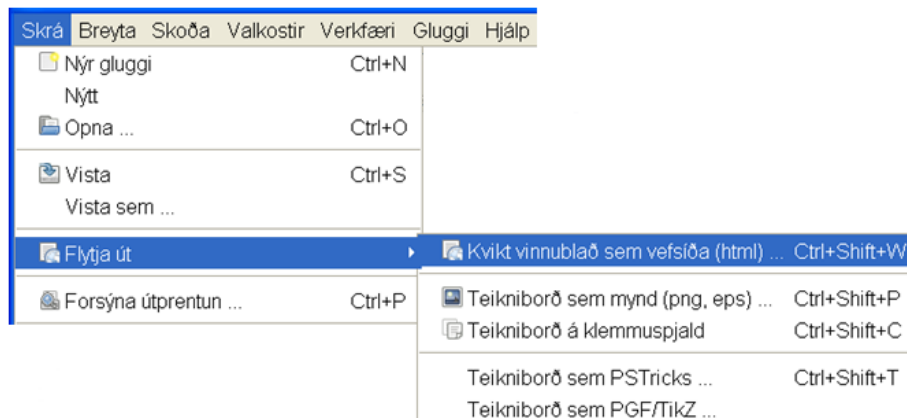 Skrá Breyta Skoða Valkostir Verkfæri Gluggi Hjálp
Nýr gluggi Ctrl+N
Nýtt
Opna ... Ctrl+O
Vista Ctrl+S
Vista sem ...
Flytja út
Forsýna útprentun ... Ctrl+P
Kvikt vinnublað sem vefsíða (html) ... Ctrl+Shift+W
Teikniborð sem mynd (png, eps) ... Ctrl+Shift+P
Teikniborð á klemmuspjald Ctrl+Shift+C
Teikniborð sem PSTricks ... Ctrl+Shift+T
Teikniborð sem PGF/TikZ ...